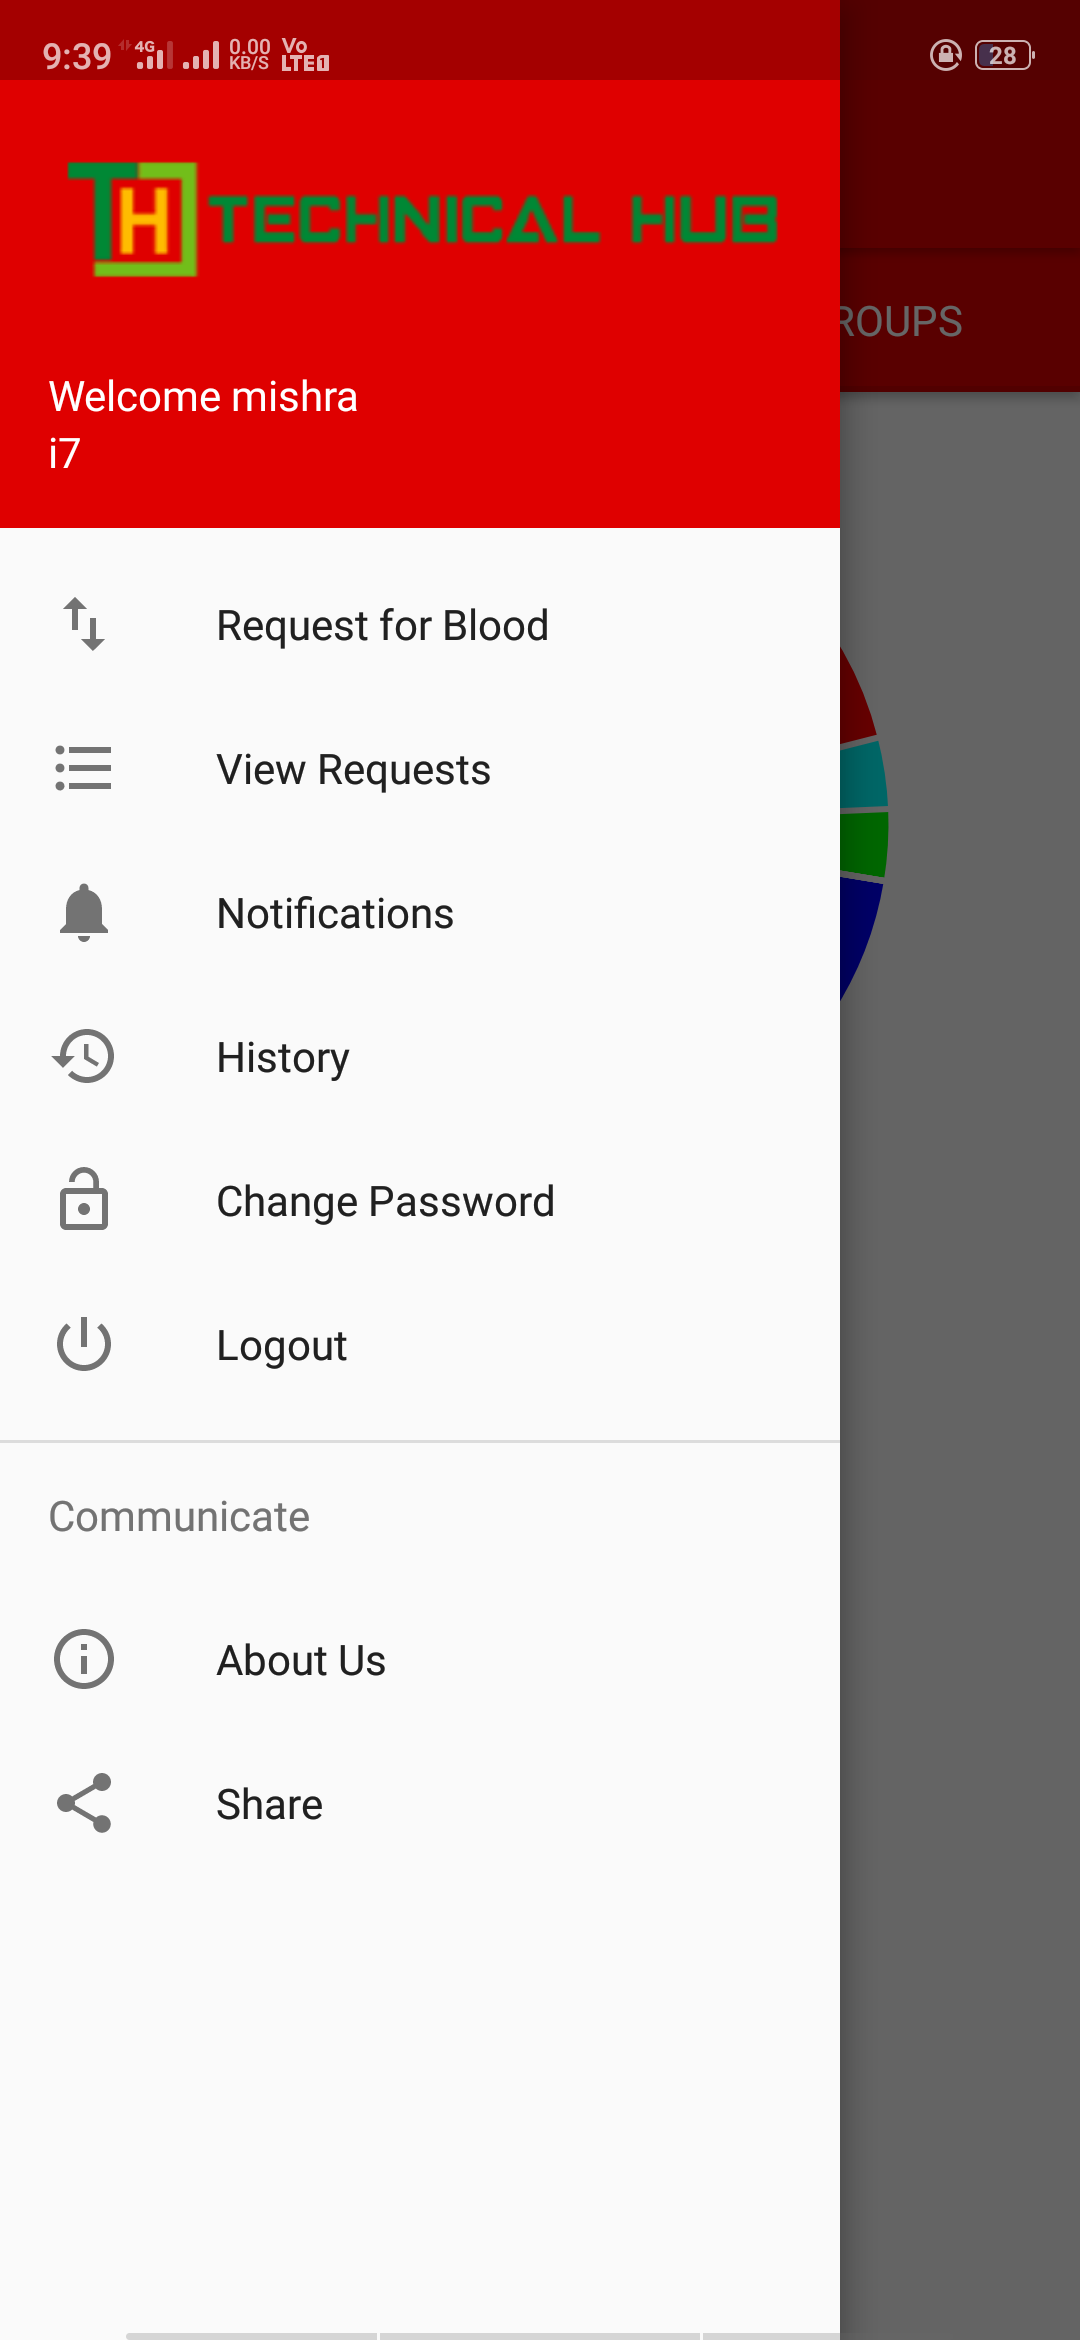 9:39 4G 0.00 KB/S Vo LTE1 28
TH TECHNICAL HUB
ROUPS
Welcome mishra
i7
Request for Blood
View Requests
Notifications
History
Change Password
Logout
Communicate
About Us
Share